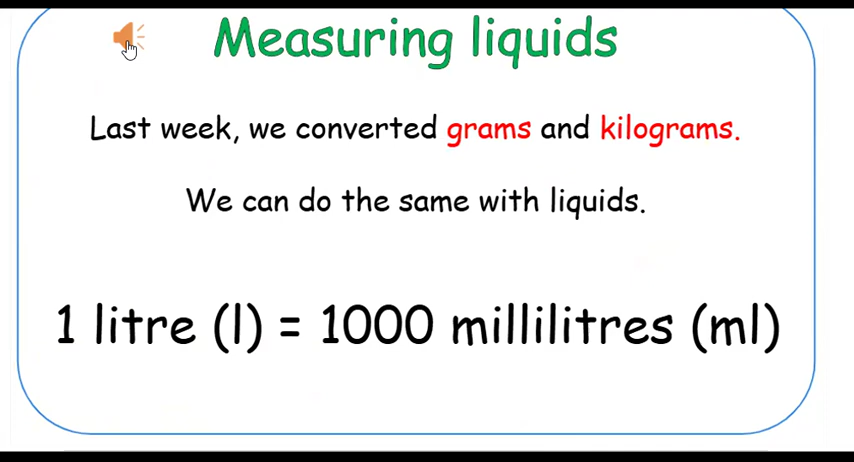 Measuring liquids
Last week, we converted grams and kilograms.
We can do the same with liquids.
1 litre (l) = 1000 millilitres (ml)